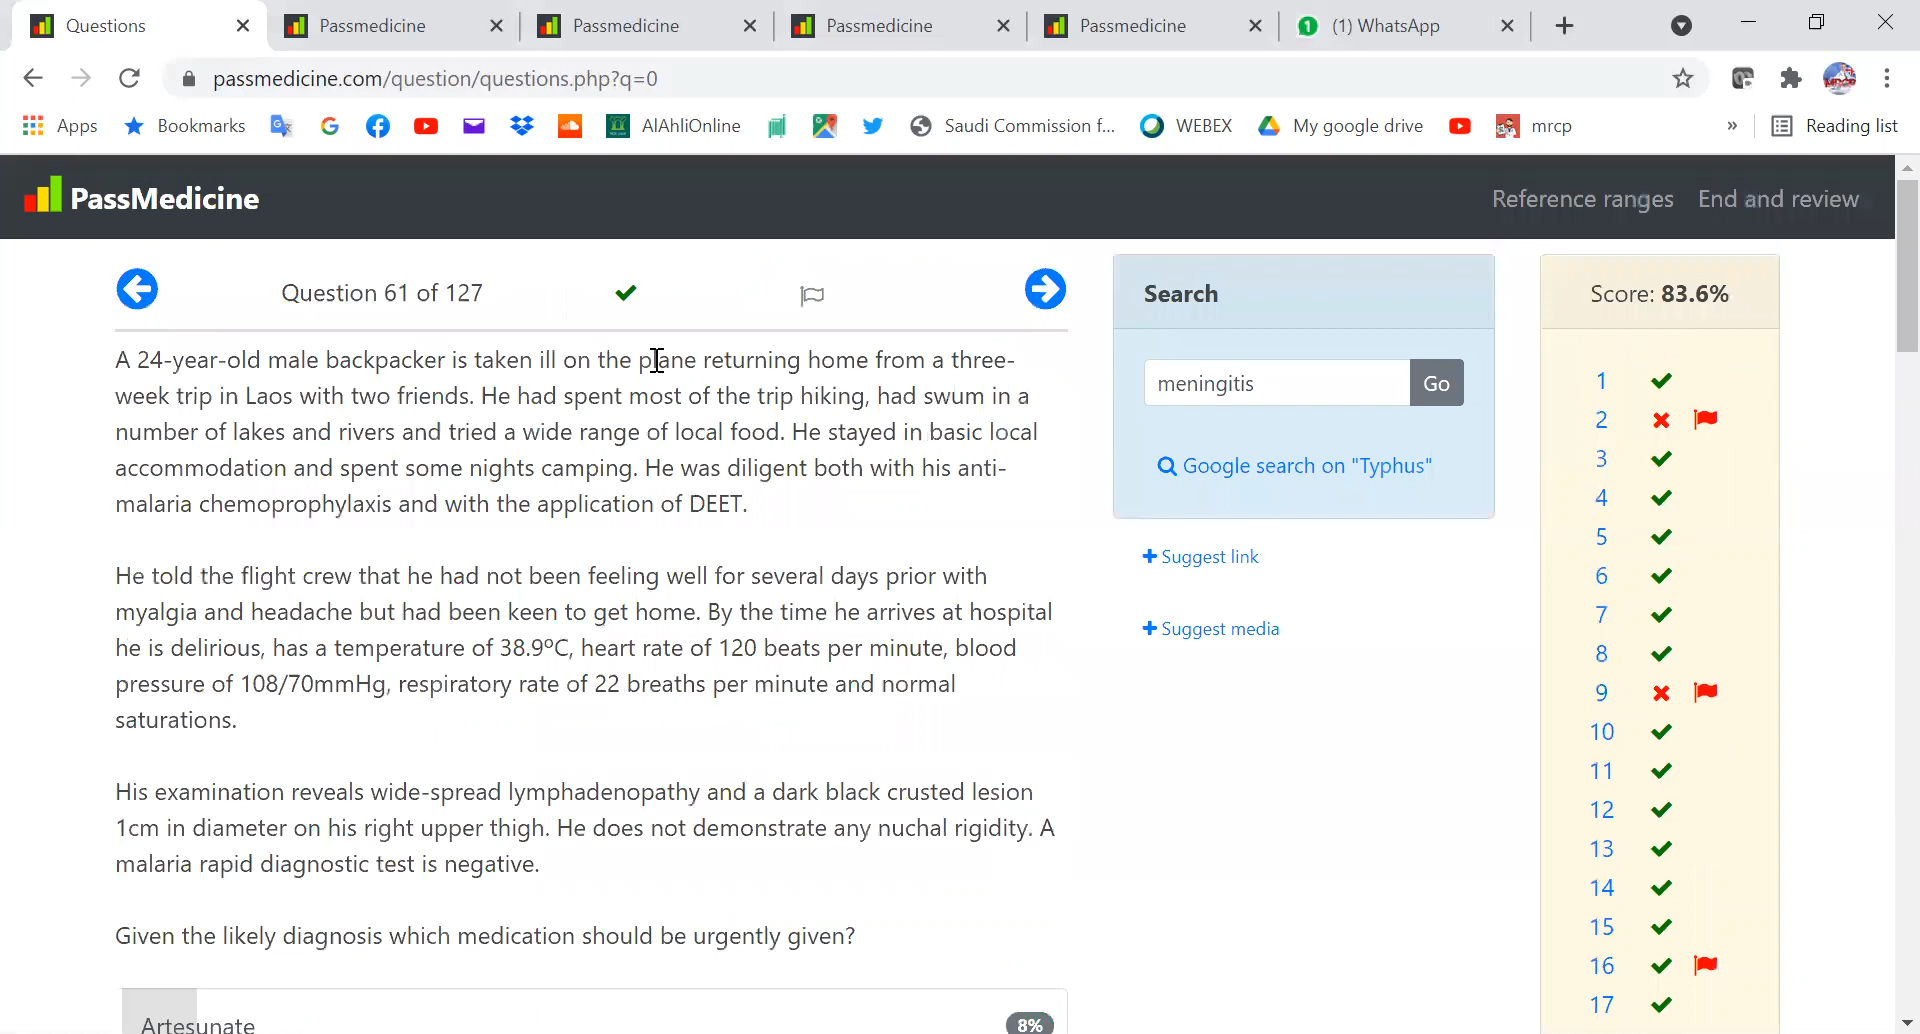 Questions
Passmedicine
Passmedicine
Passmedicine
Passmedicine
(1) WhatsApp
passmedicine.com/question/questions.php?q=0
Apps
Bookmarks
AlAhliOnline
Saudi Commission f...
WEBEX
My google drive
mrcp
»
Reading list
PassMedicine
Reference ranges
End and review
Question 61 of 127
A 24-year-old male backpacker is taken ill on the plane returning home from a three-
week trip in Laos with two friends. He had spent most of the trip hiking, had swum in a
number of lakes and rivers and tried a wide range of local food. He stayed in basic local
accommodation and spent some nights camping. He was diligent both with his anti-
malaria chemoprophylaxis and with the application of DEET.
He told the flight crew that he had not been feeling well for several days prior with
myalgia and headache but had been keen to get home. By the time he arrives at hospital
he is delirious, has a temperature of 38.9ºC, heart rate of 120 beats per minute, blood
pressure of 108/70mmHg, respiratory rate of 22 breaths per minute and normal
saturations.
His examination reveals wide-spread lymphadenopathy and a dark black crusted lesion
1cm in diameter on his right upper thigh. He does not demonstrate any nuchal rigidity. A
malaria rapid diagnostic test is negative.
Given the likely diagnosis which medication should be urgently given?
Artesunate
8%
Search
meningitis
Go
Google search on "Typhus"
Suggest link
Suggest media
Score: 83.6%
1
2
3
4
5
6
7
8
9
10
11
12
13
14
15
16
17